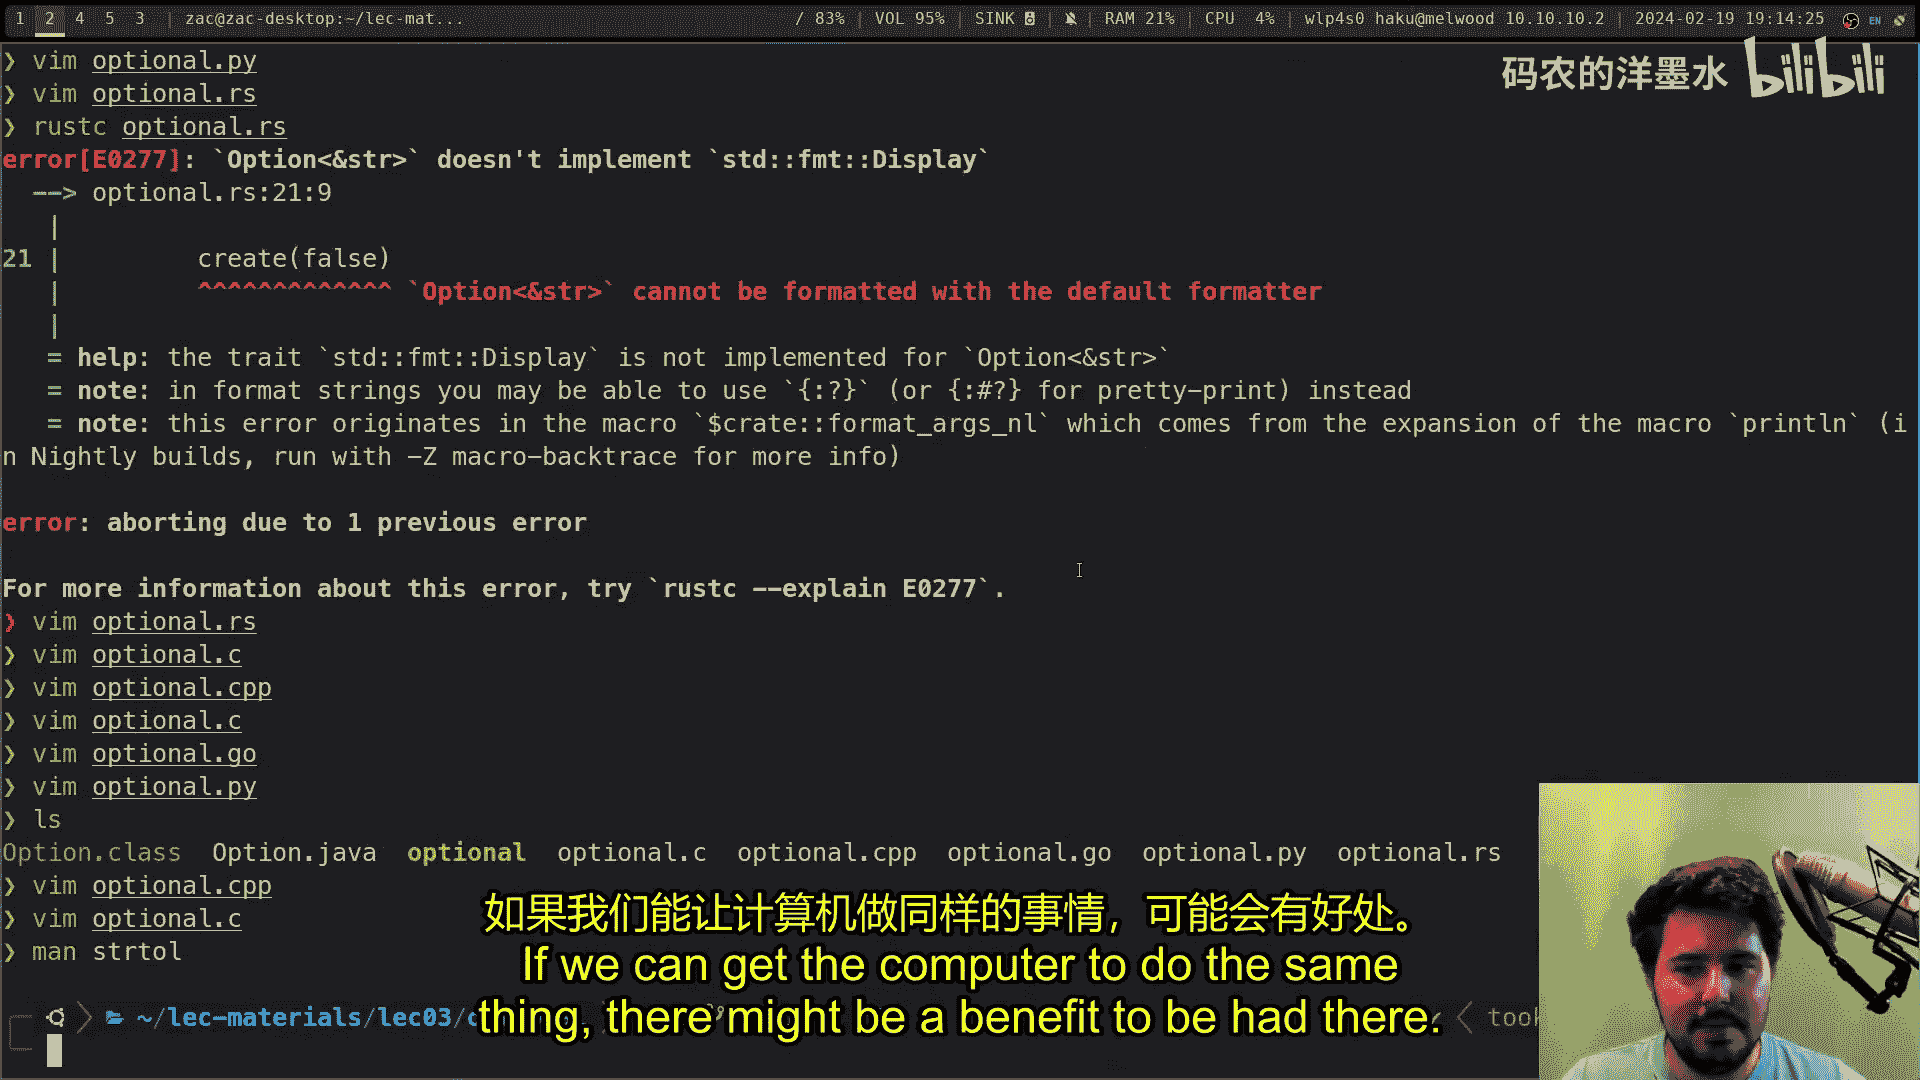 1 2 4 5 3 | zac@zac-desktop:~/lec-mat... / 83% | VOL 95% | SINK | | RAM 21% | CPU 4% | wlp4s0 haku@melwood 10.10.10.2 | 2024-02-19 19:14:25 EN
码农的洋墨水 bilibili
❯ vim optional.py
❯ vim optional.rs
❯ rustc optional.rs
error[E0277]: `Option<&str>` doesn't implement `std::fmt::Display`
--> optional.rs:21:9
|
21 | create(false)
| ^^^^^^^^^^^^^ `Option<&str>` cannot be formatted with the default formatter
|
= help: the trait `std::fmt::Display` is not implemented for `Option<&str>`
= note: in format strings you may be able to use `{:?}` (or {:#?} for pretty-print) instead
= note: this error originates in the macro `$crate::format_args_nl` which comes from the expansion of the macro `println` (i
n Nightly builds, run with -Z macro-backtrace for more info)
error: aborting due to 1 previous error
For more information about this error, try `rustc --explain E0277`.
❯ vim optional.rs
❯ vim optional.c
❯ vim optional.cpp
❯ vim optional.c
❯ vim optional.go
❯ vim optional.py
❯ ls
Option.class Option.java optional optional.c optional.cpp optional.go optional.py optional.rs
❯ vim optional.cpp
❯ vim optional.c
❯ man strtol
~/lec-materials/lec03/
如果我们能让计算机做同样的事情，可能会有好处。
If we can get the computer to do the same
thing, there might be a benefit to be had there.